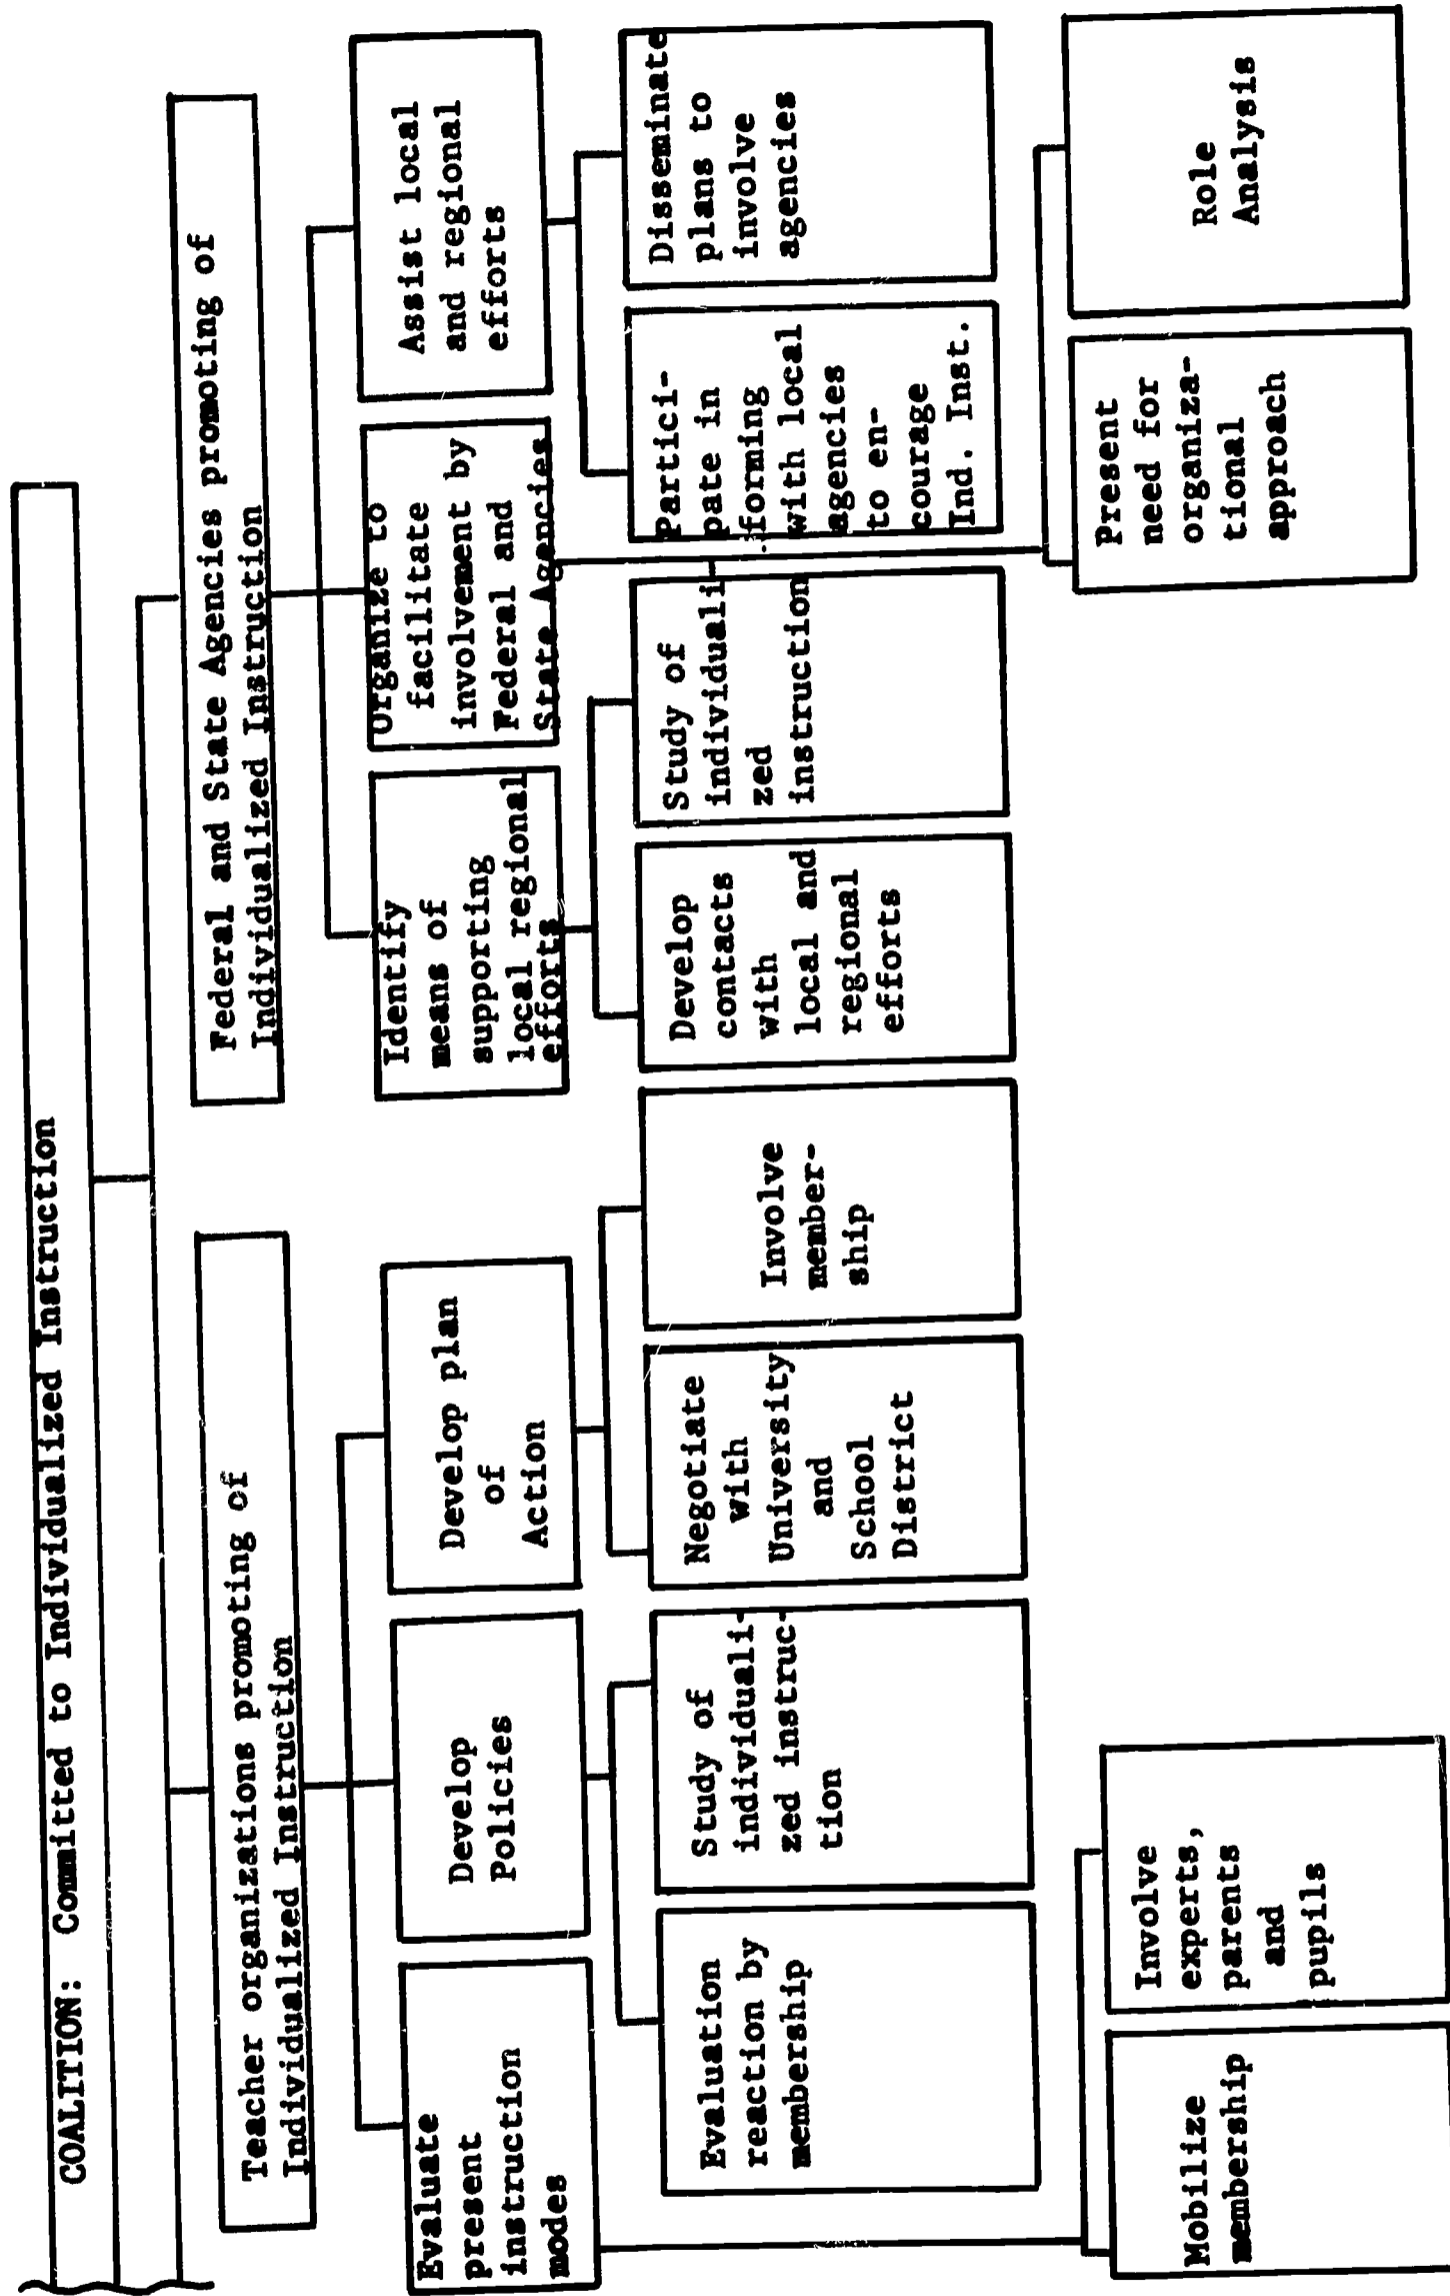 COALITION: Committed to Individualized Instruction
Teacher organizations promoting of
Individualized Instruction
Federal and State Agencies promoting of
Individualized Instruction
Evaluate
present
instruction
modes
Develop
Policies
Develop plan
of
Action
Identify
means of
supporting
local regional
efforts
Organize to
facilitate
involvement by
Federal and
State Agencies
Assist local
and regional
efforts
Evaluation
reaction by
membership
Study of
individuali-
zed instruc-
tion
Negotiate
with
University
and
School
District
Involve
member-
ship
Develop
contacts
with
local and
regional
efforts
Study of
individuali-
zed
instruction
Partici-
pate in
forming
with local
agencies
to en-
courage
Ind. Inst.
Disseminate
plans to
involve
agencies
Mobilize
membership
Involve
experts,
parents
and
pupils
Present
need for
organiza-
tional
approach
Role
Analysis